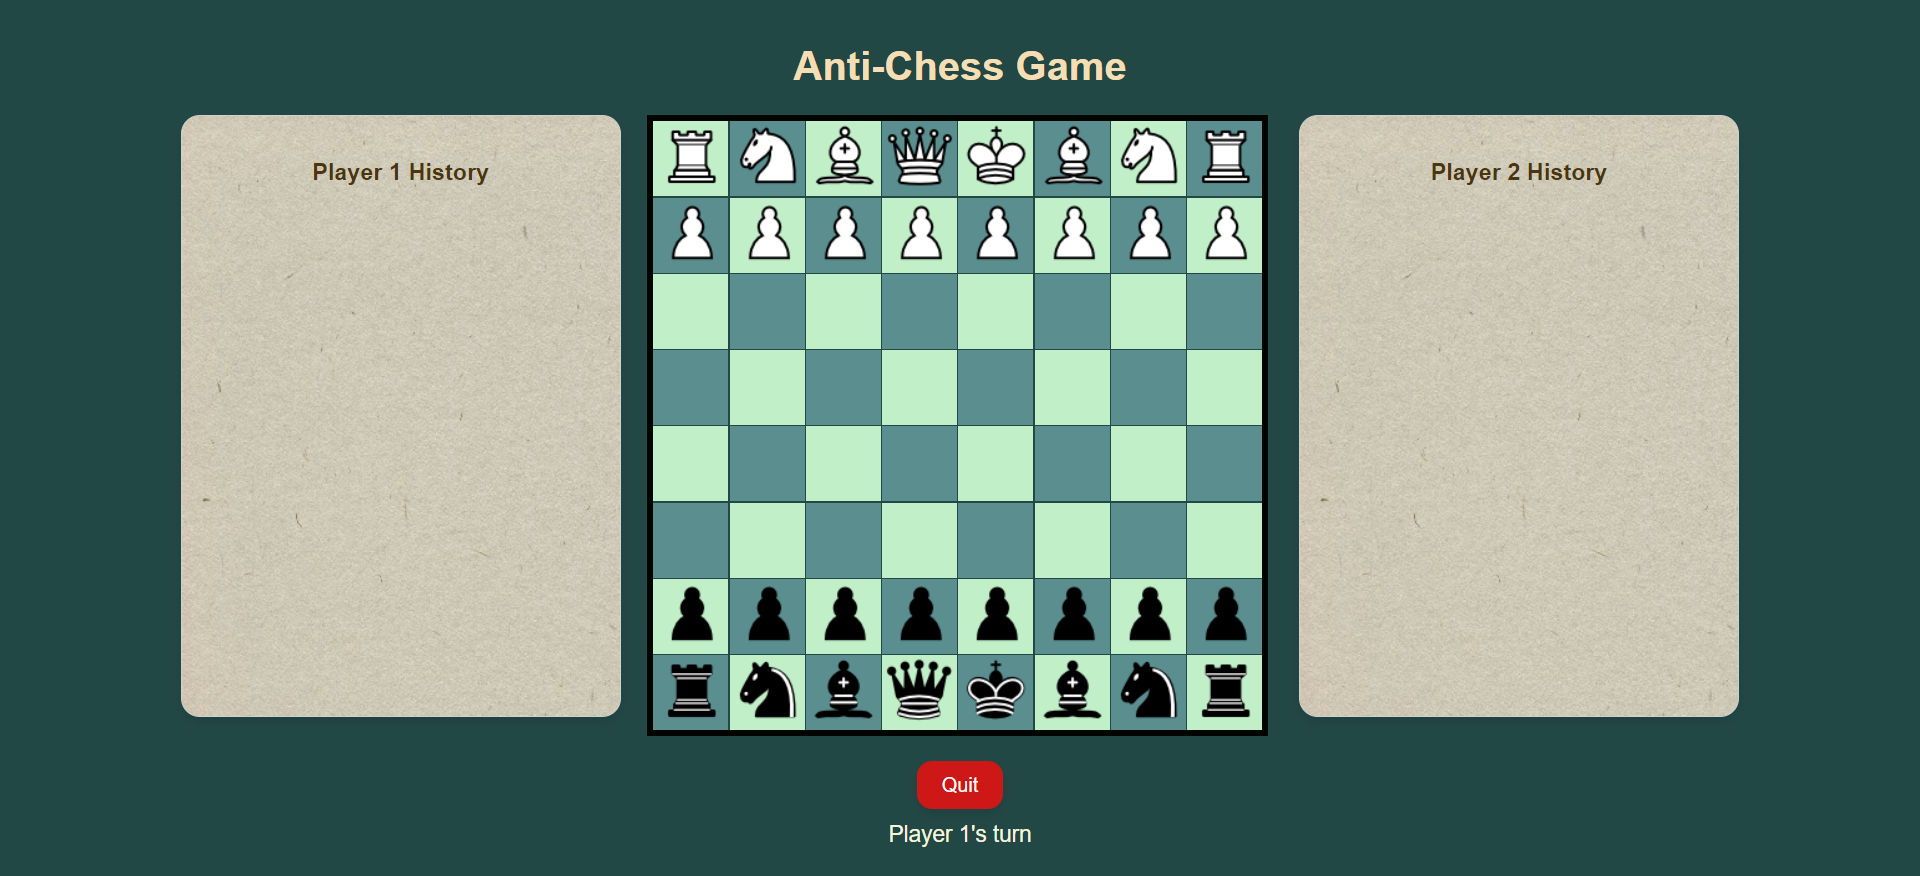 Anti-Chess Game
Player 1 History
Player 2 History
Quit
Player 1's turn